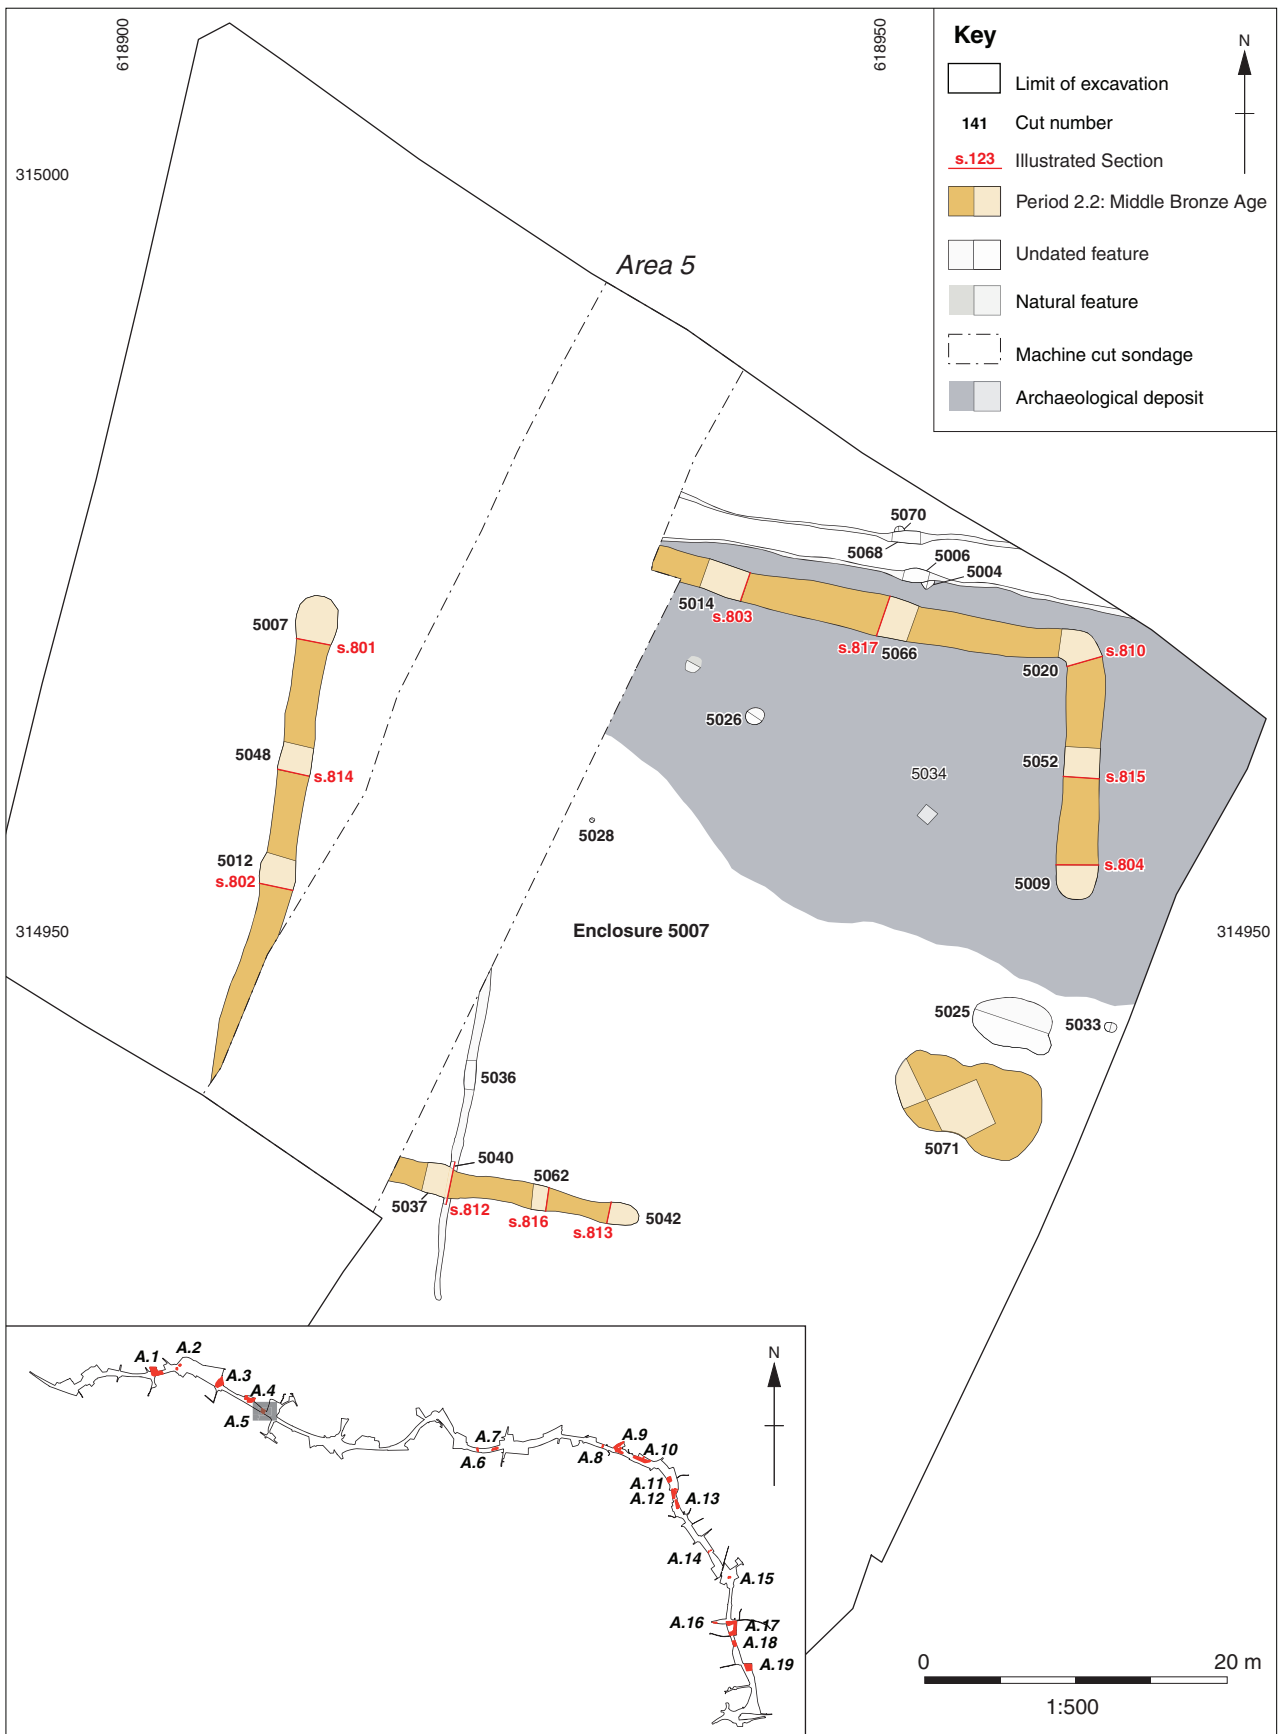 618900
618950
Key
N
Limit of excavation
141 Cut number
s.123 Illustrated Section
315000
Period 2.2: Middle Bronze Age
Undated feature
Area 5
Natural feature
Machine cut sondage
Archaeological deposit
5070
5068
5006
5004
5014
s.803
5007
s.801
s.817
5066
5020
s.810
5026
5048
s.814
5052
s.815
5034
5028
5012
s.802
s.804
5009
314950
Enclosure 5007
314950
5025
5033
5036
5071
5040
5062
5037
s.812
s.816
s.813
5042
A.1
A.2
A.3
A.4
A.5
A.6
A.7
A.8
A.9
A.10
A.11
A.12
A.13
A.14
A.15
A.16
A.17
A.18
A.19
N
0 20 m
1:500